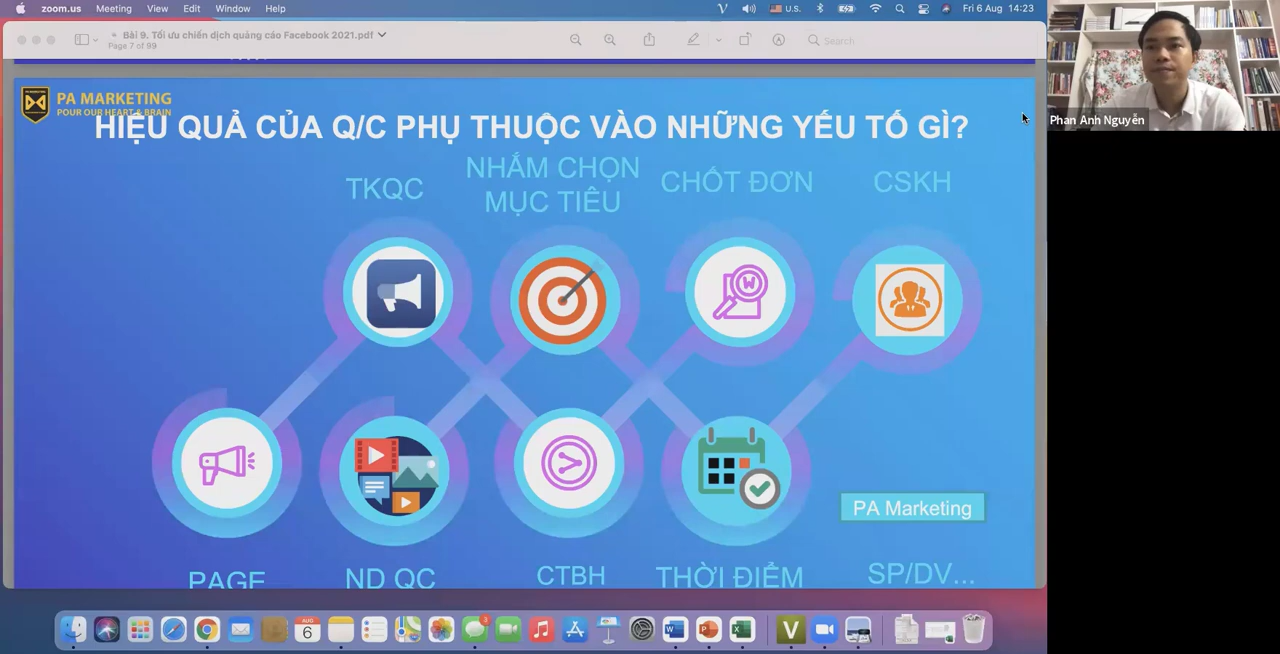 zoom.us Meeting View Edit Window Help
U.S. Fri 6 Aug 14:23
Bài 9. Tối ưu chiến dịch quảng cáo Facebook 2021.pdf
Page 7 of 99
Search
PA MARKETING
POUR OUR HEART & BRAIN
HIỆU QUẢ CỦA Q/C PHỤ THUỘC VÀO NHỮNG YẾU TỐ GÌ?
TKQC
NHẮM CHỌN
MỤC TIÊU
CHỐT ĐƠN
CSKH
W
PA Marketing
PAGE
ND QC
CTBH
THỜI ĐIỂM
SP/DV...
Phan Anh Nguyễn
AUG
6
3
W
P
X
V